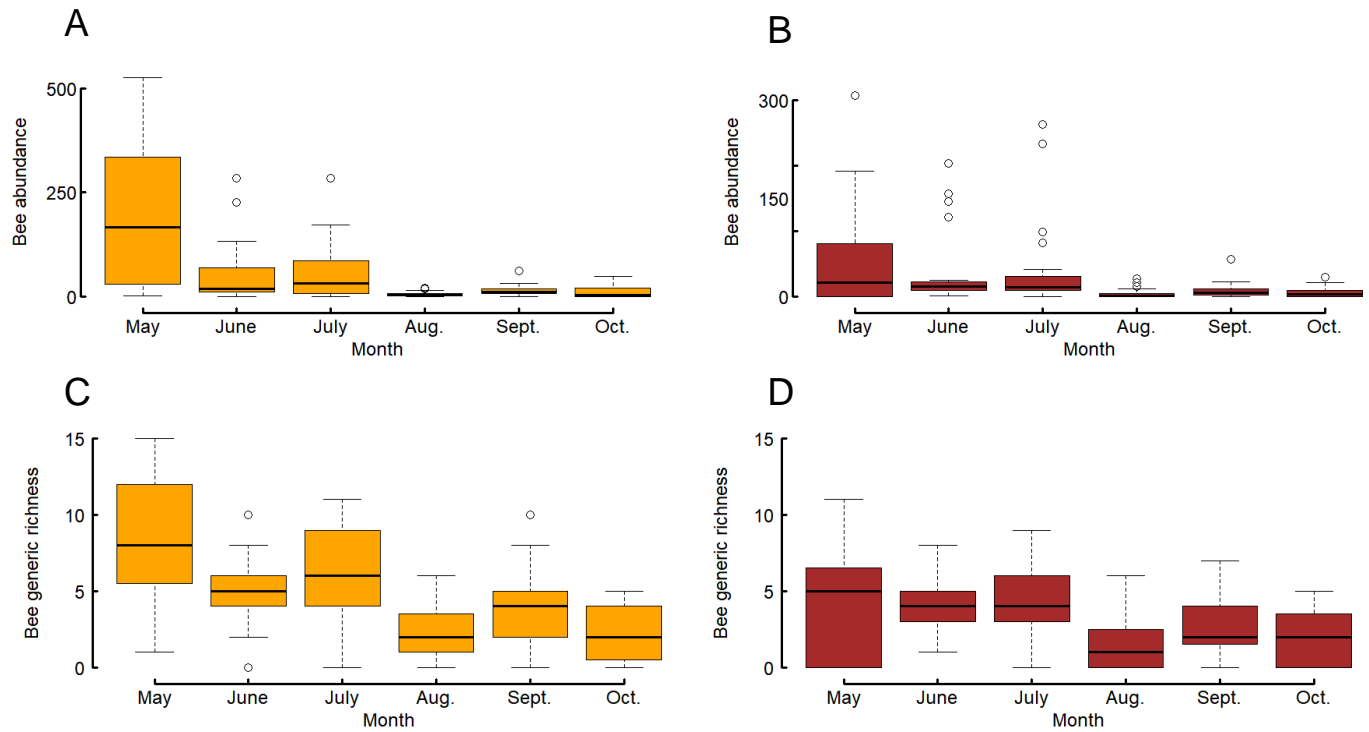 A
Bee abundance
500
250
0
May June July Aug. Sept. Oct.
Month
B
Bee abundance
300
150
0
May June July Aug. Sept. Oct.
Month
C
Bee generic richness
15
10
5
0
May June July Aug. Sept. Oct.
Month
D
Bee generic richness
15
10
5
0
May June July Aug. Sept. Oct.
Month